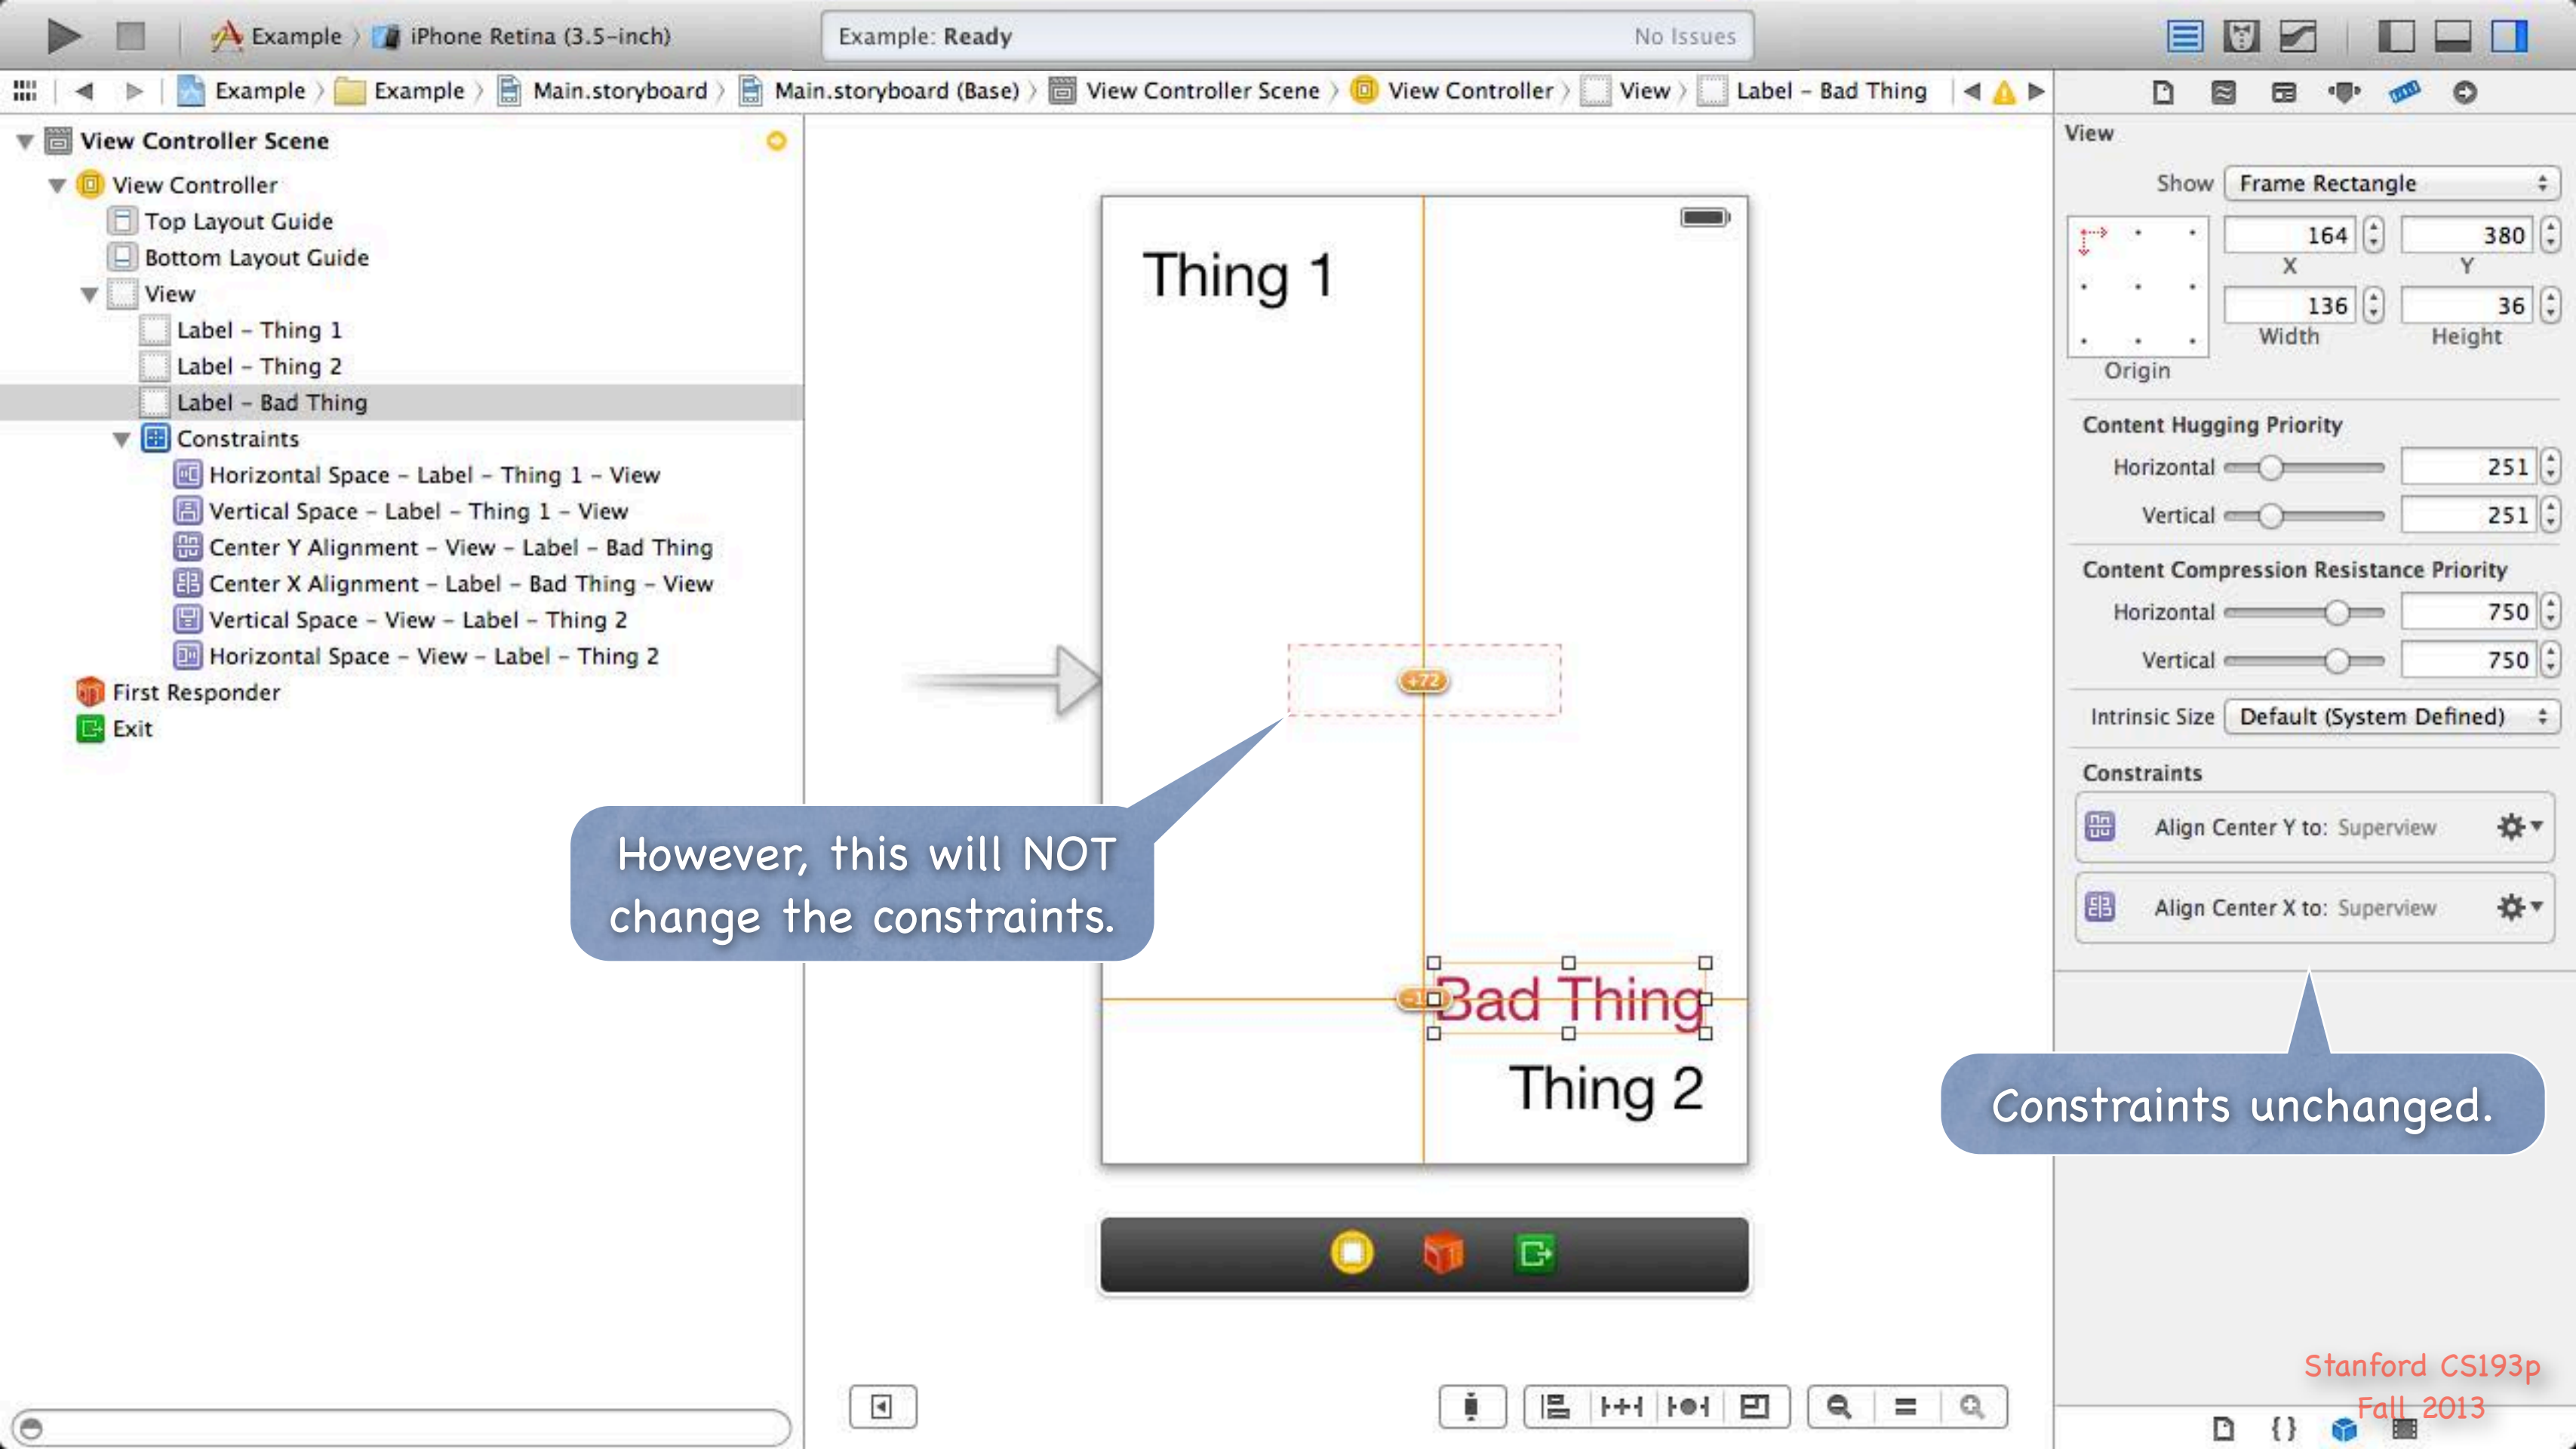 Example iPhone Retina (3.5-inch)
Example: Ready
No Issues
Example Example Main.storyboard Main.storyboard (Base) View Controller Scene View Controller View Label - Bad Thing
View Controller Scene
View Controller
Top Layout Guide
Bottom Layout Guide
View
Label - Thing 1
Label - Thing 2
Label - Bad Thing
Constraints
Horizontal Space - Label - Thing 1 - View
Vertical Space - Label - Thing 1 - View
Center Y Alignment - View - Label - Bad Thing
Center X Alignment - Label - Bad Thing - View
Vertical Space - View - Label - Thing 2
Horizontal Space - View - Label - Thing 2
First Responder
Exit
Thing 1
+72
However, this will NOT
change the constraints.
Bad Thing
Thing 2
View
Show Frame Rectangle
164 380
X Y
136 36
Width Height
Origin
Content Hugging Priority
Horizontal 251
Vertical 251
Content Compression Resistance Priority
Horizontal 750
Vertical 750
Intrinsic Size Default (System Defined)
Constraints
Align Center Y to: Superview
Align Center X to: Superview
Constraints unchanged.
Stanford CS193p
Fall 2013